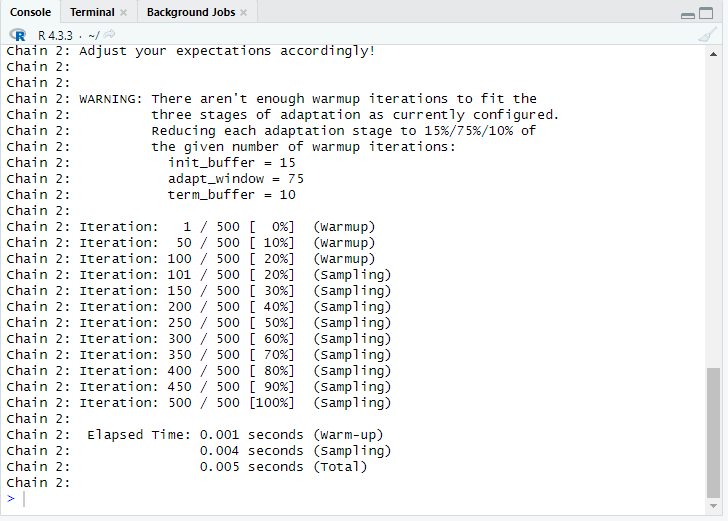 Console Terminal × Background Jobs ×
R R 4.3.3 · ~/
Chain 2: Adjust your expectations accordingly!
Chain 2:
Chain 2:
Chain 2: WARNING: There aren't enough warmup iterations to fit the
Chain 2:          three stages of adaptation as currently configured.
Chain 2:          Reducing each adaptation stage to 15%/75%/10% of
Chain 2:          the given number of warmup iterations:
Chain 2:            init_buffer = 15
Chain 2:            adapt_window = 75
Chain 2:            term_buffer = 10
Chain 2:
Chain 2: Iteration:   1 / 500 [  0%]  (Warmup)
Chain 2: Iteration:  50 / 500 [ 10%]  (Warmup)
Chain 2: Iteration: 100 / 500 [ 20%]  (Warmup)
Chain 2: Iteration: 101 / 500 [ 20%]  (Sampling)
Chain 2: Iteration: 150 / 500 [ 30%]  (Sampling)
Chain 2: Iteration: 200 / 500 [ 40%]  (Sampling)
Chain 2: Iteration: 250 / 500 [ 50%]  (Sampling)
Chain 2: Iteration: 300 / 500 [ 60%]  (Sampling)
Chain 2: Iteration: 350 / 500 [ 70%]  (Sampling)
Chain 2: Iteration: 400 / 500 [ 80%]  (Sampling)
Chain 2: Iteration: 450 / 500 [ 90%]  (Sampling)
Chain 2: Iteration: 500 / 500 [100%]  (Sampling)
Chain 2:
Chain 2:  Elapsed Time: 0.001 seconds (Warm-up)
Chain 2:                0.004 seconds (Sampling)
Chain 2:                0.005 seconds (Total)
Chain 2:
>